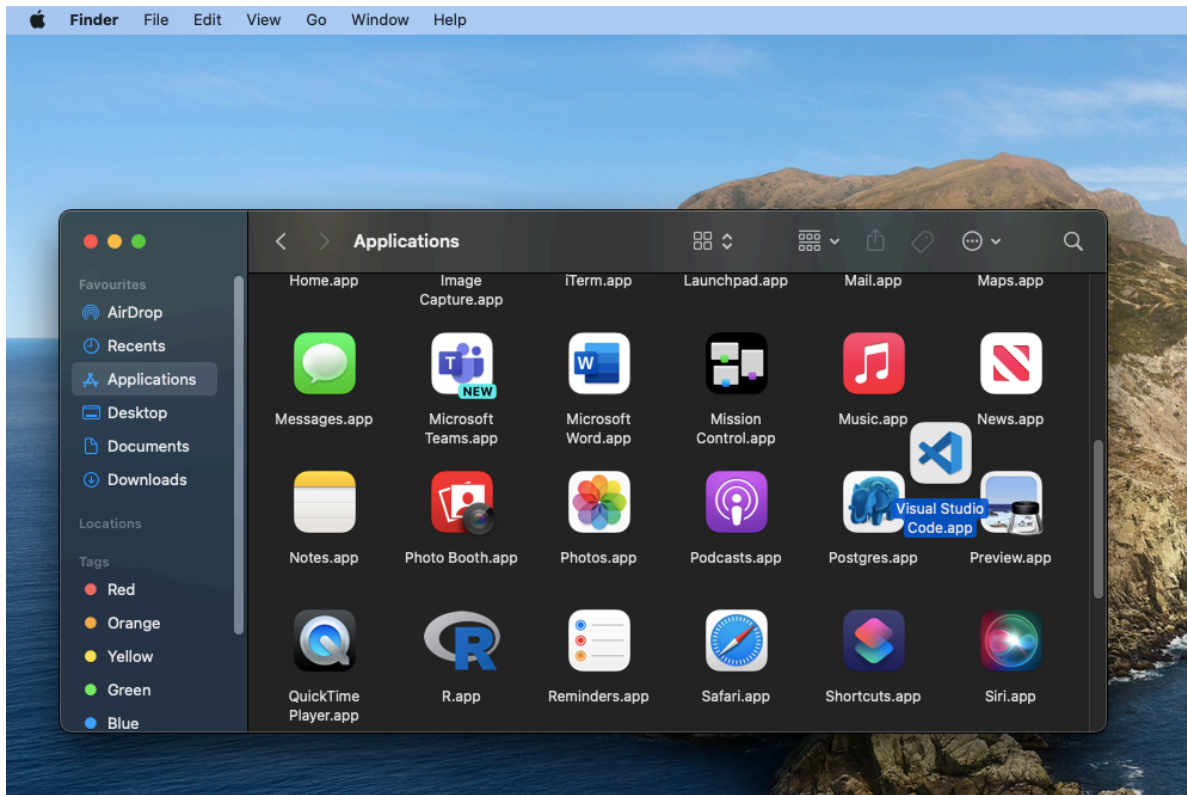 Finder File Edit View Go Window Help
Applications
Favourites
AirDrop
Recents
Applications
Desktop
Documents
Downloads
Locations
Tags
Red
Orange
Yellow
Green
Blue
Home.app
Image
Capture.app
iTerm.app
Launchpad.app
Mail.app
Maps.app
T
NEW
W
Messages.app
Microsoft
Teams.app
Microsoft
Word.app
Mission
Control.app
Music.app
News.app
Visual Studio
Code.app
Notes.app
Photo Booth.app
Photos.app
Podcasts.app
Postgres.app
Preview.app
R
QuickTime
Player.app
R.app
Reminders.app
Safari.app
Shortcuts.app
Siri.app